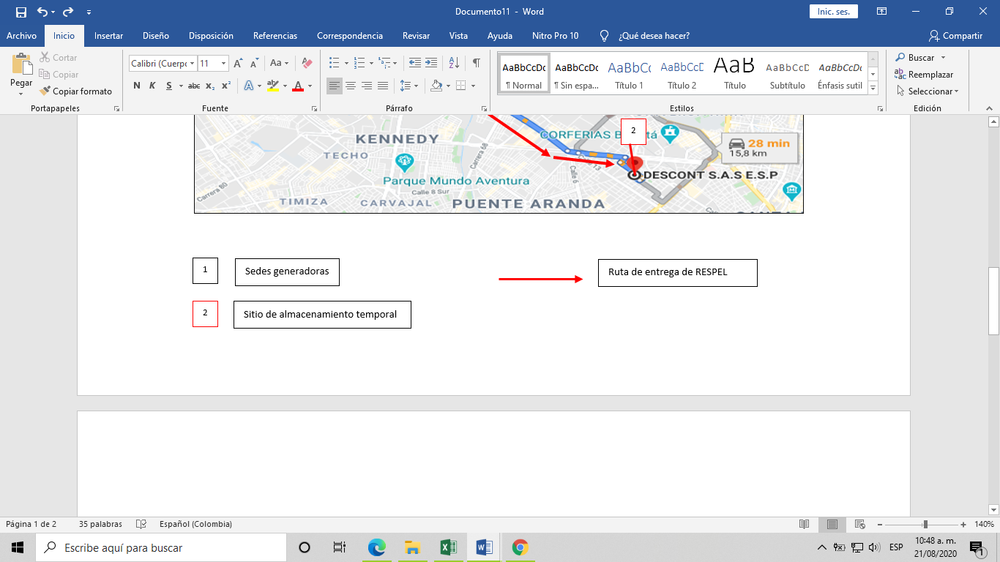 Documento11 - Word
Inic. ses.
Archivo Inicio Insertar Diseño Disposición Referencias Correspondencia Revisar Vista Ayuda Nitro Pro 10 ¿Qué desea hacer? Compartir
Pegar
Cortar
Copiar
Copiar formato
Portapapeles
Calibri (Cuerpo 11
Aa
N K S abc x₂ x²
Fuente
Párrafo
AaBbCcDc AaBbCcDc AaBbCc AaBbCcD AaB AaBbCcD AaBbCcDc
¶ Normal ¶ Sin espa... Título 1 Título 2 Título Subtítulo Énfasis sutil
Estilos
Buscar
Reemplazar
Seleccionar
Edición
2
CORFERIAS
KENNEDY
TECHO
Carrera 68
28 min
15,8 km
Parque Mundo Aventura
DESCONT S.A.S E.S.P
Calle 6
Calle 8 Sur
Carrera 80
TIMIZA
CARVAJAL
PUENTE ARANDA
1
Sedes generadoras
Ruta de entrega de RESPEL
2
Sitio de almacenamiento temporal
Página 1 de 2 35 palabras Español (Colombia) 140%
Escribe aquí para buscar
ESP
10:48 a. m.
21/08/2020
1